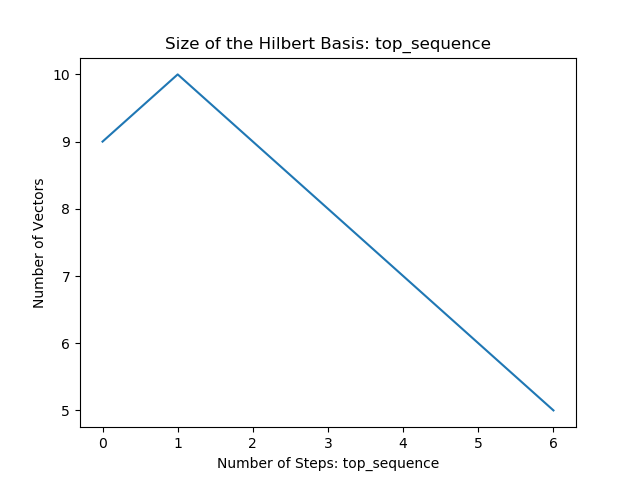 Size of the Hilbert Basis: top_sequence
Number of Vectors
10
9
8
7
6
5
0 1 2 3 4 5 6
Number of Steps: top_sequence